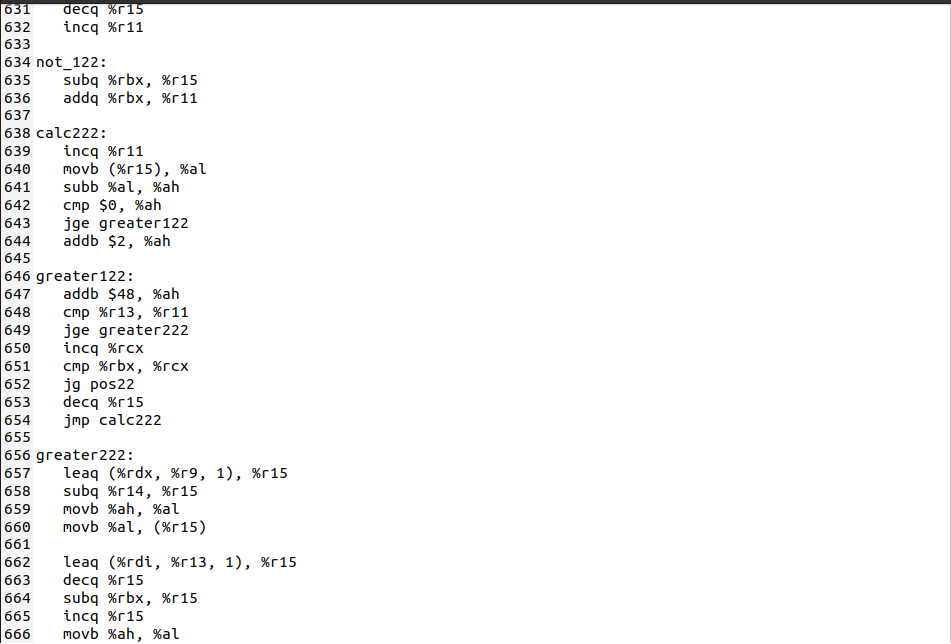 631 decq %r15
632 incq %r11
633
634 not_122:
635 subq %rbx, %r15
636 addq %rbx, %r11
637
638 calc222:
639 incq %r11
640 movb (%r15), %al
641 subb %al, %ah
642 cmp $0, %ah
643 jge greater122
644 addb $2, %ah
645
646 greater122:
647 addb $48, %ah
648 cmp %r13, %r11
649 jge greater222
650 incq %rcx
651 cmp %rbx, %rcx
652 jg pos22
653 decq %r15
654 jmp calc222
655
656 greater222:
657 leaq (%rdx, %r9, 1), %r15
658 subq %r14, %r15
659 movb %ah, %al
660 movb %al, (%r15)
661
662 leaq (%rdi, %r13, 1), %r15
663 decq %r15
664 subq %rbx, %r15
665 incq %r15
666 movb %ah, %al